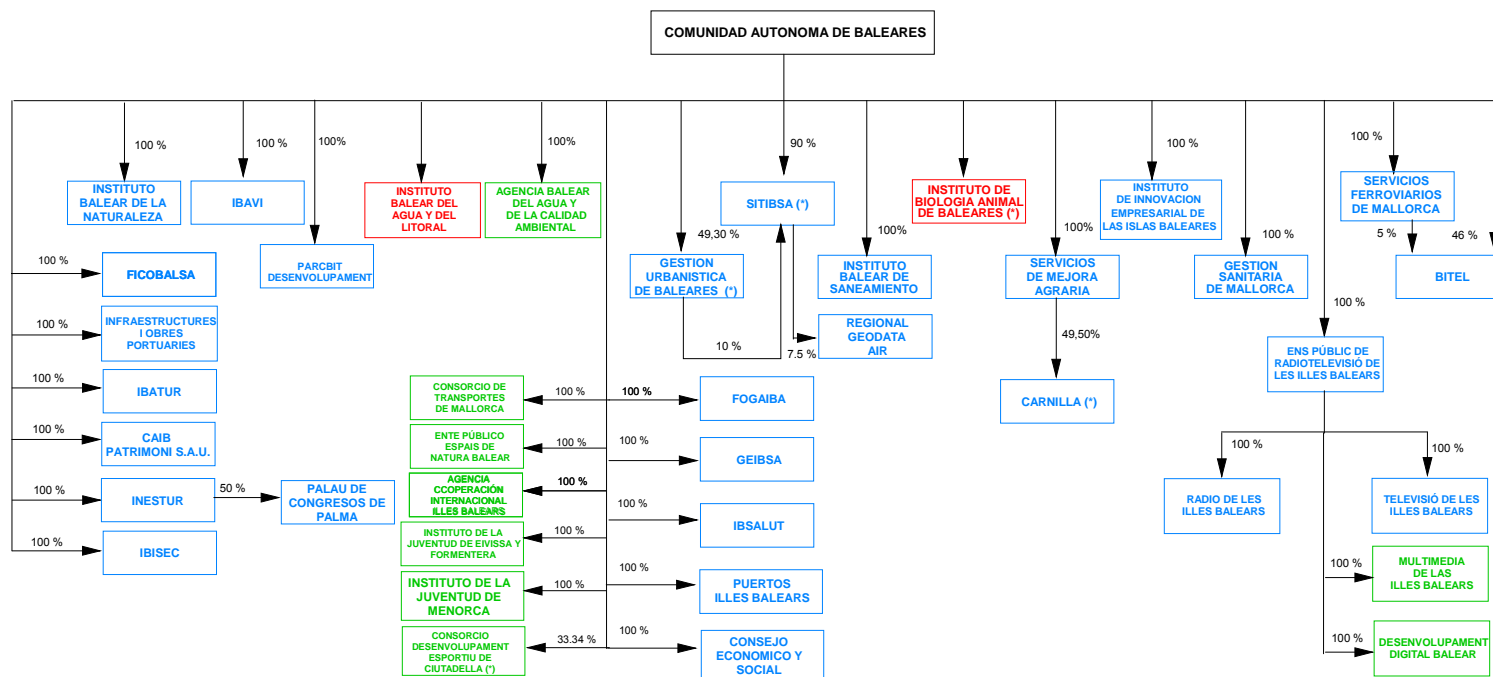 COMUNIDAD AUTONOMA DE BALEARES
100 %
100 %
100%
100 %
100%
90 %
100 %
100 %
100 %
100 %
100 %
INSTITUTO
BALEAR DE LA
NATURALEZA
IBAVI
INSTITUTO
BALEAR DEL
AGUA Y DEL
LITORAL
AGENCIA BALEAR
DEL AGUA Y
DE LA CALIDAD
AMBIENTAL
SITIBSA (*)
INSTITUTO DE
BIOLOGIA ANIMAL
DE BALEARES (*)
INSTITUTO
DE INNOVACION
EMPRESARIAL DE
LAS ISLAS BALEARES
SERVICIOS
FERROVIARIOS
DE MALLORCA
49,30 %
100%
100%
100 %
5 %
46 %
100 %
FICOBALSA
PARCBIT
DESENVOLUPAMENT
GESTION
URBANISTICA
DE BALEARES (*)
INSTITUTO
BALEAR DE
SANEAMIENTO
SERVICIOS
DE MEJORA
AGRARIA
GESTION
SANITARIA
DE MALLORCA
BITEL
100 %
100 %
INFRAESTRUCTURES
I OBRES
PORTUARIES
10 %
7.5 %
REGIONAL
GEODATA
AIR
49,50%
ENS PÚBLIC DE
RADIOTELEVISIÓ DE
LES ILLES BALEARS
100 %
IBATUR
CONSORCIO DE
TRANSPORTES
DE MALLORCA
100 %
100 %
FOGAIBA
CARNILLA (*)
100 %
CAIB
PATRIMONI S.A.U.
ENTE PÚBLICO
ESPAIS DE
NATURA BALEAR
100 %
100 %
GEIBSA
100 %
100 %
100 %
INESTUR
50 %
PALAU DE
CONGRESOS DE
PALMA
AGENCIA
CCOPERACIÓN
INTERNACIONAL
ILLES BALEARS
100 %
RADIO DE LES
ILLES BALEARS
TELEVISIÓ DE LES
ILLES BALEARS
100 %
IBISEC
INSTITUTO DE LA
JUVENTUD DE EIVISSA Y
FORMENTERA
100 %
100 %
IBSALUT
INSTITUTO DE LA
JUVENTUD DE
MENORCA
100 %
100 %
PUERTOS
ILLES BALEARS
100 %
MULTIMEDIA
DE LAS
ILLES BALEARS
CONSORCIO
DESENVOLUPAMENT
ESPORTIU DE
CIUTADELLA (*)
33.34 %
100 %
CONSEJO
ECONOMICO Y
SOCIAL
100 %
DESENVOLUPAMENT
DIGITAL BALEAR